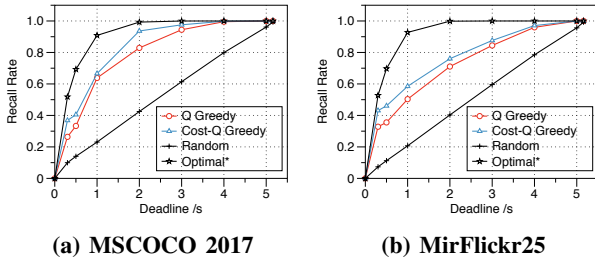 1.0
0.8
0.6
0.4
0.2
0
Recall Rate
0 1 2 3 4 5
Deadline /s
Q Greedy
Cost-Q Greedy
Random
Optimal*
(a) MSCOCO 2017
1.0
0.8
0.6
0.4
0.2
0
Recall Rate
0 1 2 3 4 5
Deadline /s
Q Greedy
Cost-Q Greedy
Random
Optimal*
(b) MirFlickr25